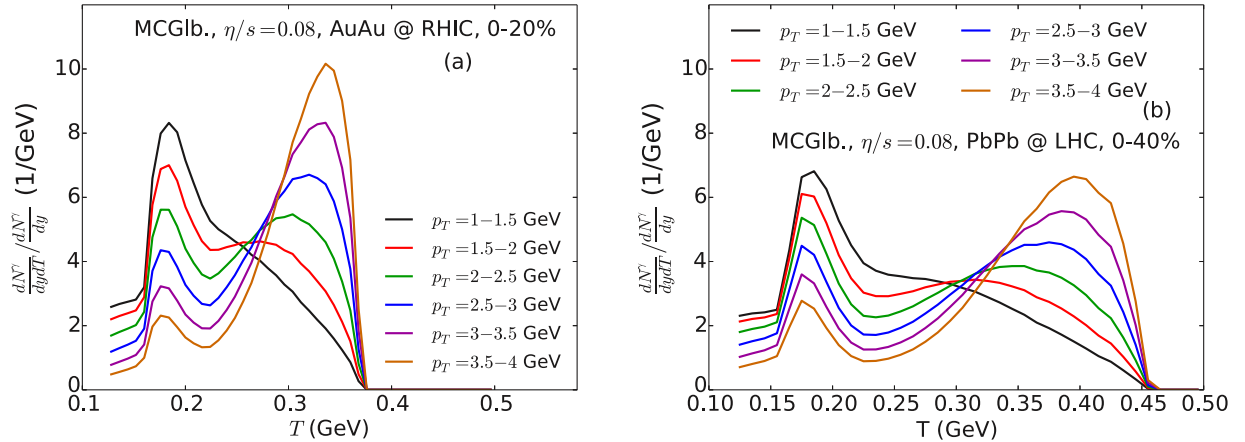 MCGlb., η/s=0.08, AuAu @ RHIC, 0-20%
(a)
10
8
6
4
2
0
dN^γ/dydT / dN^γ/dy (1/GeV)
p_T=1−1.5 GeV
p_T=1.5−2 GeV
p_T=2−2.5 GeV
p_T=2.5−3 GeV
p_T=3−3.5 GeV
p_T=3.5−4 GeV
0.1 0.2 0.3 0.4 0.5
T (GeV)
p_T=1−1.5 GeV
p_T=1.5−2 GeV
p_T=2−2.5 GeV
p_T=2.5−3 GeV
p_T=3−3.5 GeV
p_T=3.5−4 GeV
(b)
MCGlb., η/s=0.08, PbPb @ LHC, 0-40%
10
8
6
4
2
0
dN^γ/dydT / dN^γ/dy (1/GeV)
0.10 0.15 0.20 0.25 0.30 0.35 0.40 0.45 0.50
T (GeV)